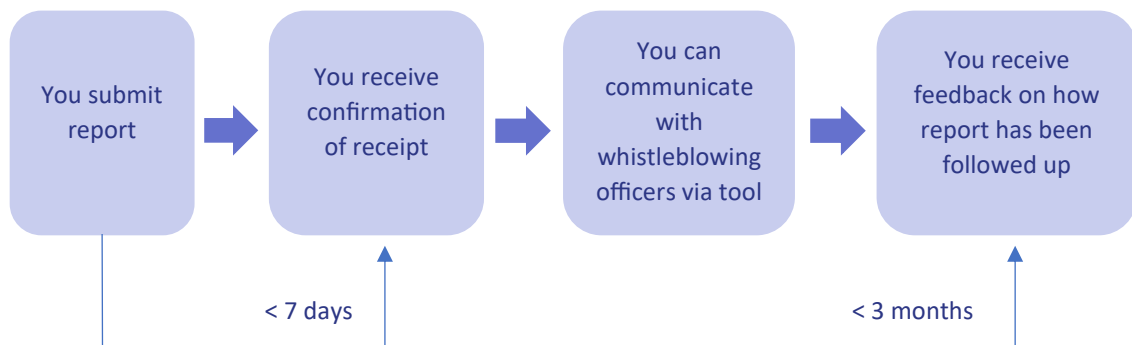 You submit
report
You receive
confirmation
of receipt
You can
communicate
with
whistleblowing
officers via tool
You receive
feedback on how
report has been
followed up
< 7 days
< 3 months